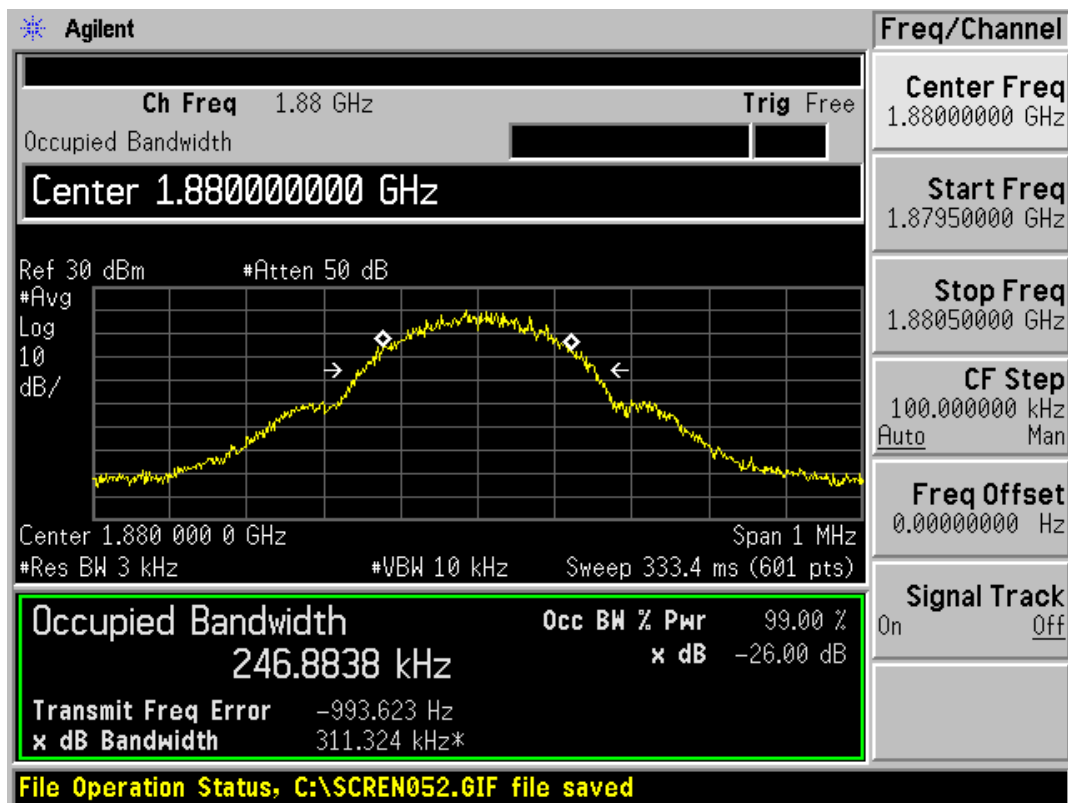 Agilent
Freq/Channel
Ch Freq 1.88 GHz Trig Free
Occupied Bandwidth
Center 1.880000000 GHz
Ref 30 dBm #Atten 50 dB
#Avg
Log
10
dB/
Center 1.880 000 0 GHz Span 1 MHz
#Res BW 3 kHz #VBW 10 kHz Sweep 333.4 ms (601 pts)
Occupied Bandwidth Occ BW % Pwr 99.00 %
246.8838 kHz x dB -26.00 dB
Transmit Freq Error -993.623 Hz
x dB Bandwidth 311.324 kHz*
File Operation Status, C:\SCREN052.GIF file saved
Center Freq
1.88000000 GHz
Start Freq
1.87950000 GHz
Stop Freq
1.88050000 GHz
CF Step
100.000000 kHz
Auto Man
Freq Offset
0.00000000 Hz
Signal Track
On Off